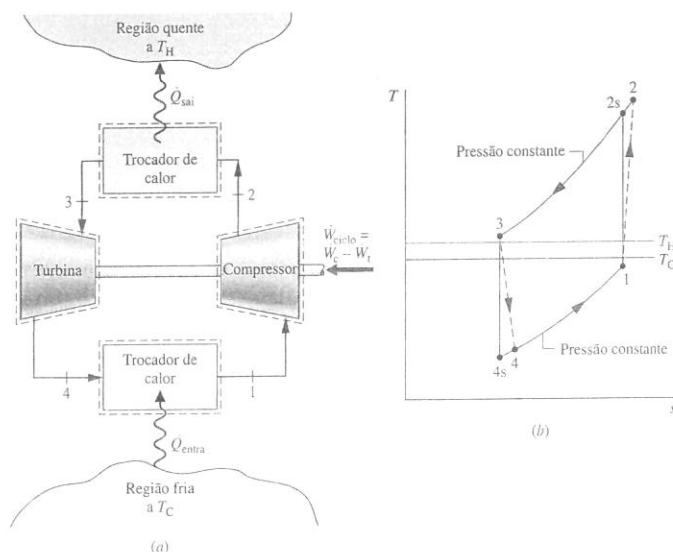 Região quente
a T_H
Q̇_sai
Trocador de
calor
3
2
Turbina
Compressor
Ẇ_ciclo =
Ẇ_c – Ẇ_t
4
Trocador de
calor
1
Q̇_entra
Região fria
a T_C
(a)
T
2s
2
Pressão constante
3
T_H
T_C
1
4s
4
Pressão constante
s
(b)